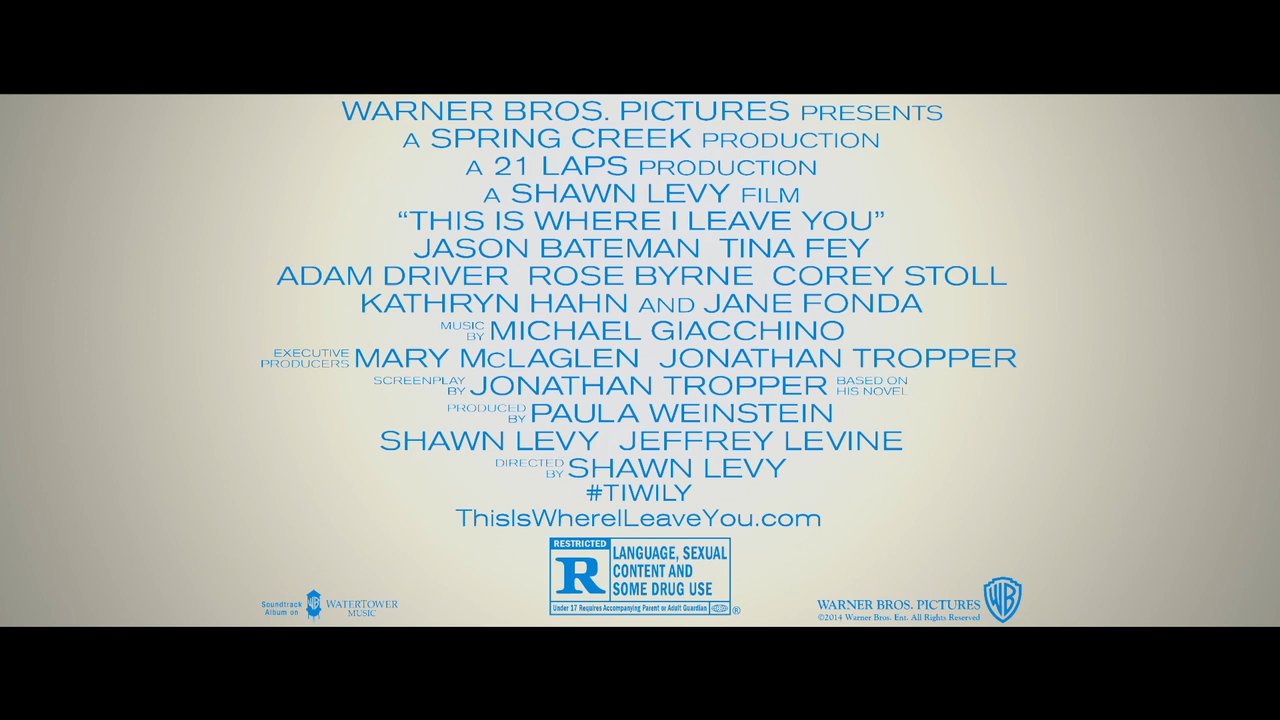 WARNER BROS. PICTURES PRESENTS
A SPRING CREEK PRODUCTION
A 21 LAPS PRODUCTION
A SHAWN LEVY FILM
“THIS IS WHERE I LEAVE YOU”
JASON BATEMAN TINA FEY
ADAM DRIVER ROSE BYRNE COREY STOLL
KATHRYN HAHN AND JANE FONDA
MUSIC BY MICHAEL GIACCHINO
EXECUTIVE PRODUCERS MARY McLAGLEN JONATHAN TROPPER
SCREENPLAY BY JONATHAN TROPPER BASED ON HIS NOVEL
PRODUCED BY PAULA WEINSTEIN
SHAWN LEVY JEFFREY LEVINE
DIRECTED BY SHAWN LEVY
#TIWILY
ThisIsWhereILeaveYou.com
RESTRICTED
R
LANGUAGE, SEXUAL
CONTENT AND
SOME DRUG USE
Under 17 Requires Accompanying Parent or Adult Guardian
®
Soundtrack
Album on
WB
WATERTOWER
MUSIC
WARNER BROS. PICTURES
©2014 Warner Bros. Ent. All Rights Reserved
WB